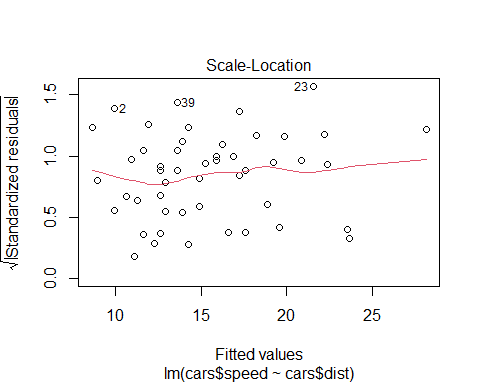 Scale-Location
√|Standardized residuals|
1.5
1.0
0.5
0.0
2
39
23
10
15
20
25
Fitted values
lm(cars$speed ~ cars$dist)